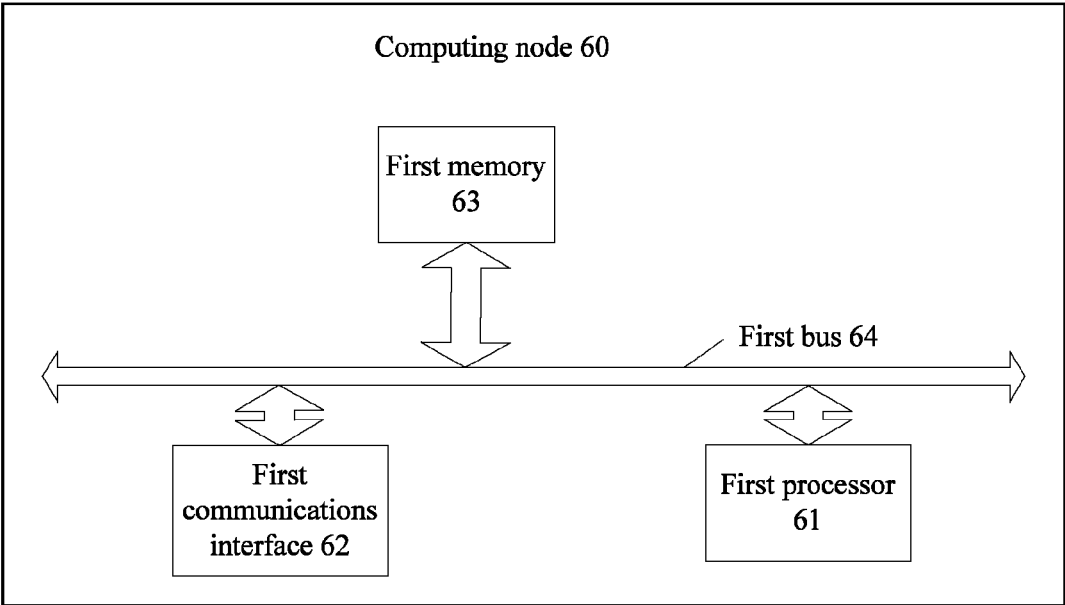 Computing node 60
First memory
63
First bus 64
First
communications
interface 62
First processor
61